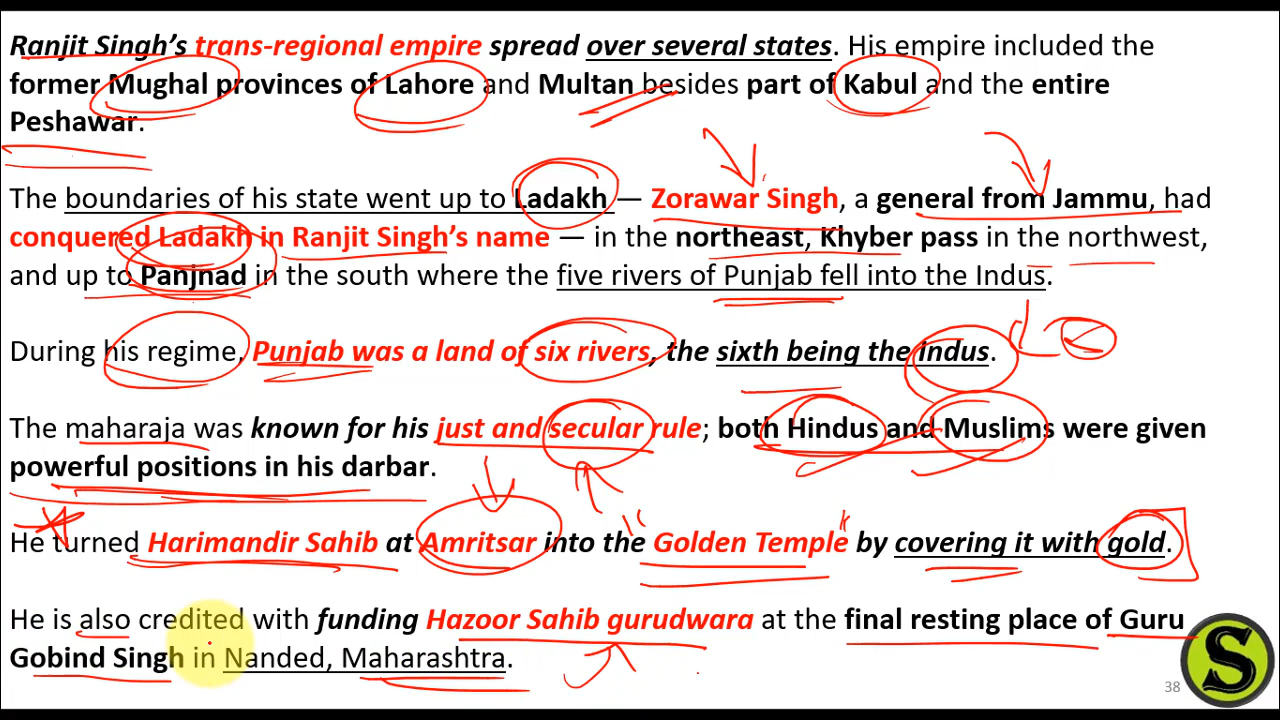 Ranjit Singh's trans-regional empire spread over several states. His empire included the
former Mughal provinces of Lahore and Multan besides part of Kabul and the entire
Peshawar.
The boundaries of his state went up to Ladakh — Zorawar Singh, a general from Jammu, had
conquered Ladakh in Ranjit Singh's name — in the northeast, Khyber pass in the northwest,
and up to Panjnad in the south where the five rivers of Punjab fell into the Indus.
During his regime, Punjab was a land of six rivers, the sixth being the indus.
The maharaja was known for his just and secular rule; both Hindus and Muslims were given
powerful positions in his darbar.
He turned Harimandir Sahib at Amritsar into the Golden Temple by covering it with gold.
He is also credited with funding Hazoor Sahib gurudwara at the final resting place of Guru
Gobind Singh in Nanded, Maharashtra.
38
S